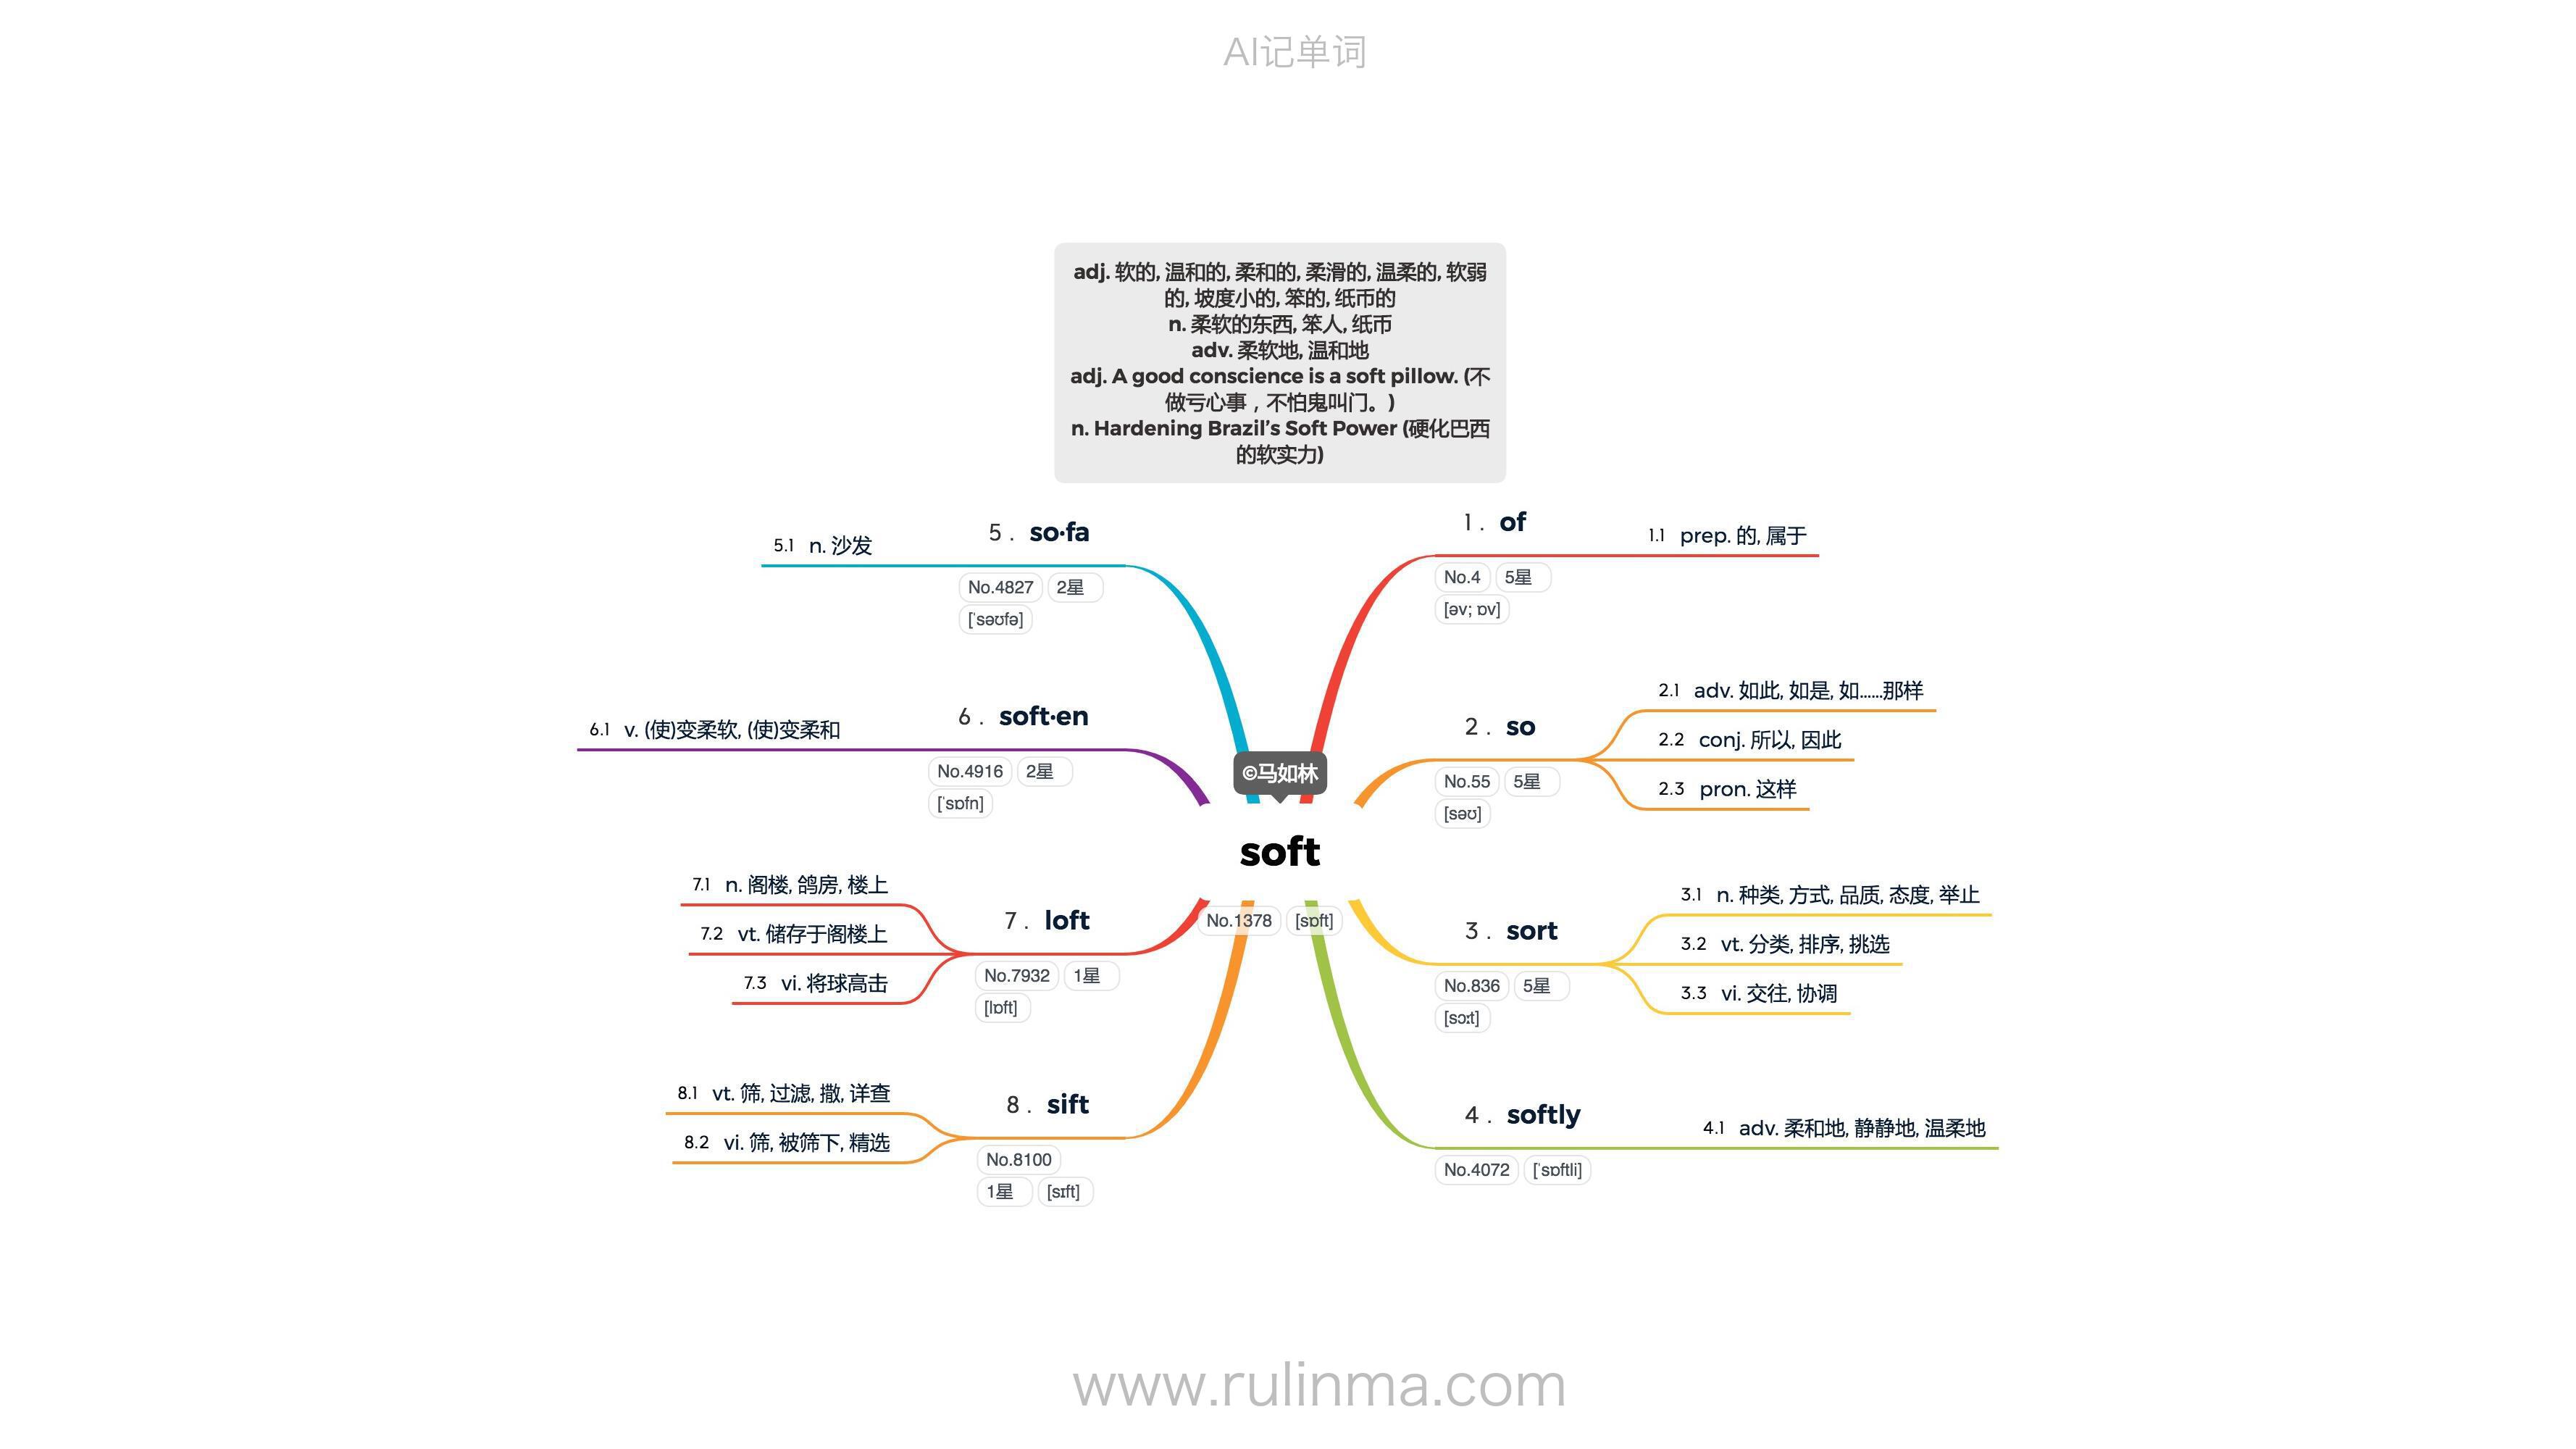 AI记单词
adj. 软的, 温和的, 柔和的, 柔滑的, 温柔的, 软弱
的, 坡度小的, 笨的, 纸币的
n. 柔软的东西, 笨人, 纸币
adv. 柔软地, 温和地
adj. A good conscience is a soft pillow. (不
做亏心事，不怕鬼叫门。)
n. Hardening Brazil’s Soft Power (硬化巴西
的软实力)
©马如林
soft
No.1378 [sɒft]
1. of
No.4 5星
[əv; ɒv]
1.1 prep. 的, 属于
2. so
No.55 5星
[səʊ]
2.1 adv. 如此, 如是, 如......那样
2.2 conj. 所以, 因此
2.3 pron. 这样
3. sort
No.836 5星
[sɔːt]
3.1 n. 种类, 方式, 品质, 态度, 举止
3.2 vt. 分类, 排序, 挑选
3.3 vi. 交往, 协调
4. softly
No.4072 [ˈsɒftli]
4.1 adv. 柔和地, 静静地, 温柔地
5. so·fa
No.4827 2星
[ˈsəʊfə]
5.1 n. 沙发
6. soft·en
No.4916 2星
[ˈsɒfn]
6.1 v. (使)变柔软, (使)变柔和
7. loft
No.7932 1星
[lɒft]
7.1 n. 阁楼, 鸽房, 楼上
7.2 vt. 储存于阁楼上
7.3 vi. 将球高击
8. sift
No.8100
1星 [sɪft]
8.1 vt. 筛, 过滤, 撒, 详查
8.2 vi. 筛, 被筛下, 精选
www.rulinma.com